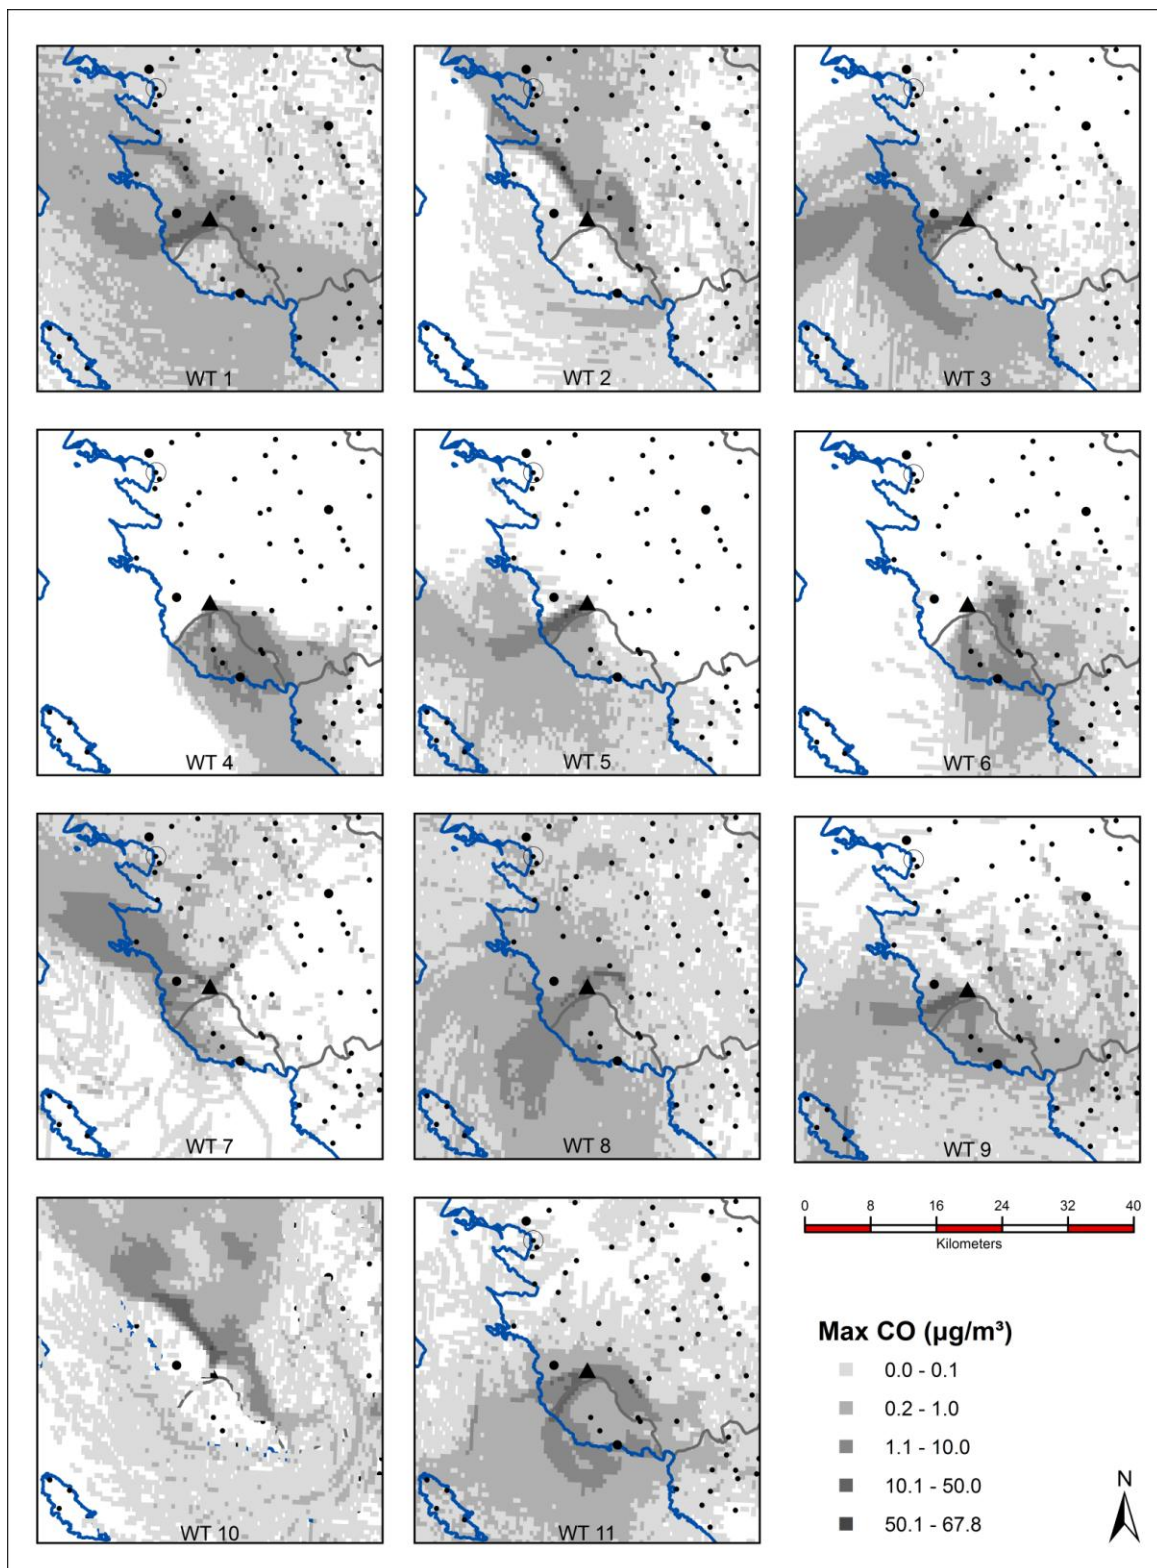 WT 1
WT 2
WT 3
WT 4
WT 5
WT 6
WT 7
WT 8
WT 9
WT 10
WT 11
0 8 16 24 32 40
Kilometers
Max CO (µg/m³)
0.0 - 0.1
0.2 - 1.0
1.1 - 10.0
10.1 - 50.0
50.1 - 67.8
N